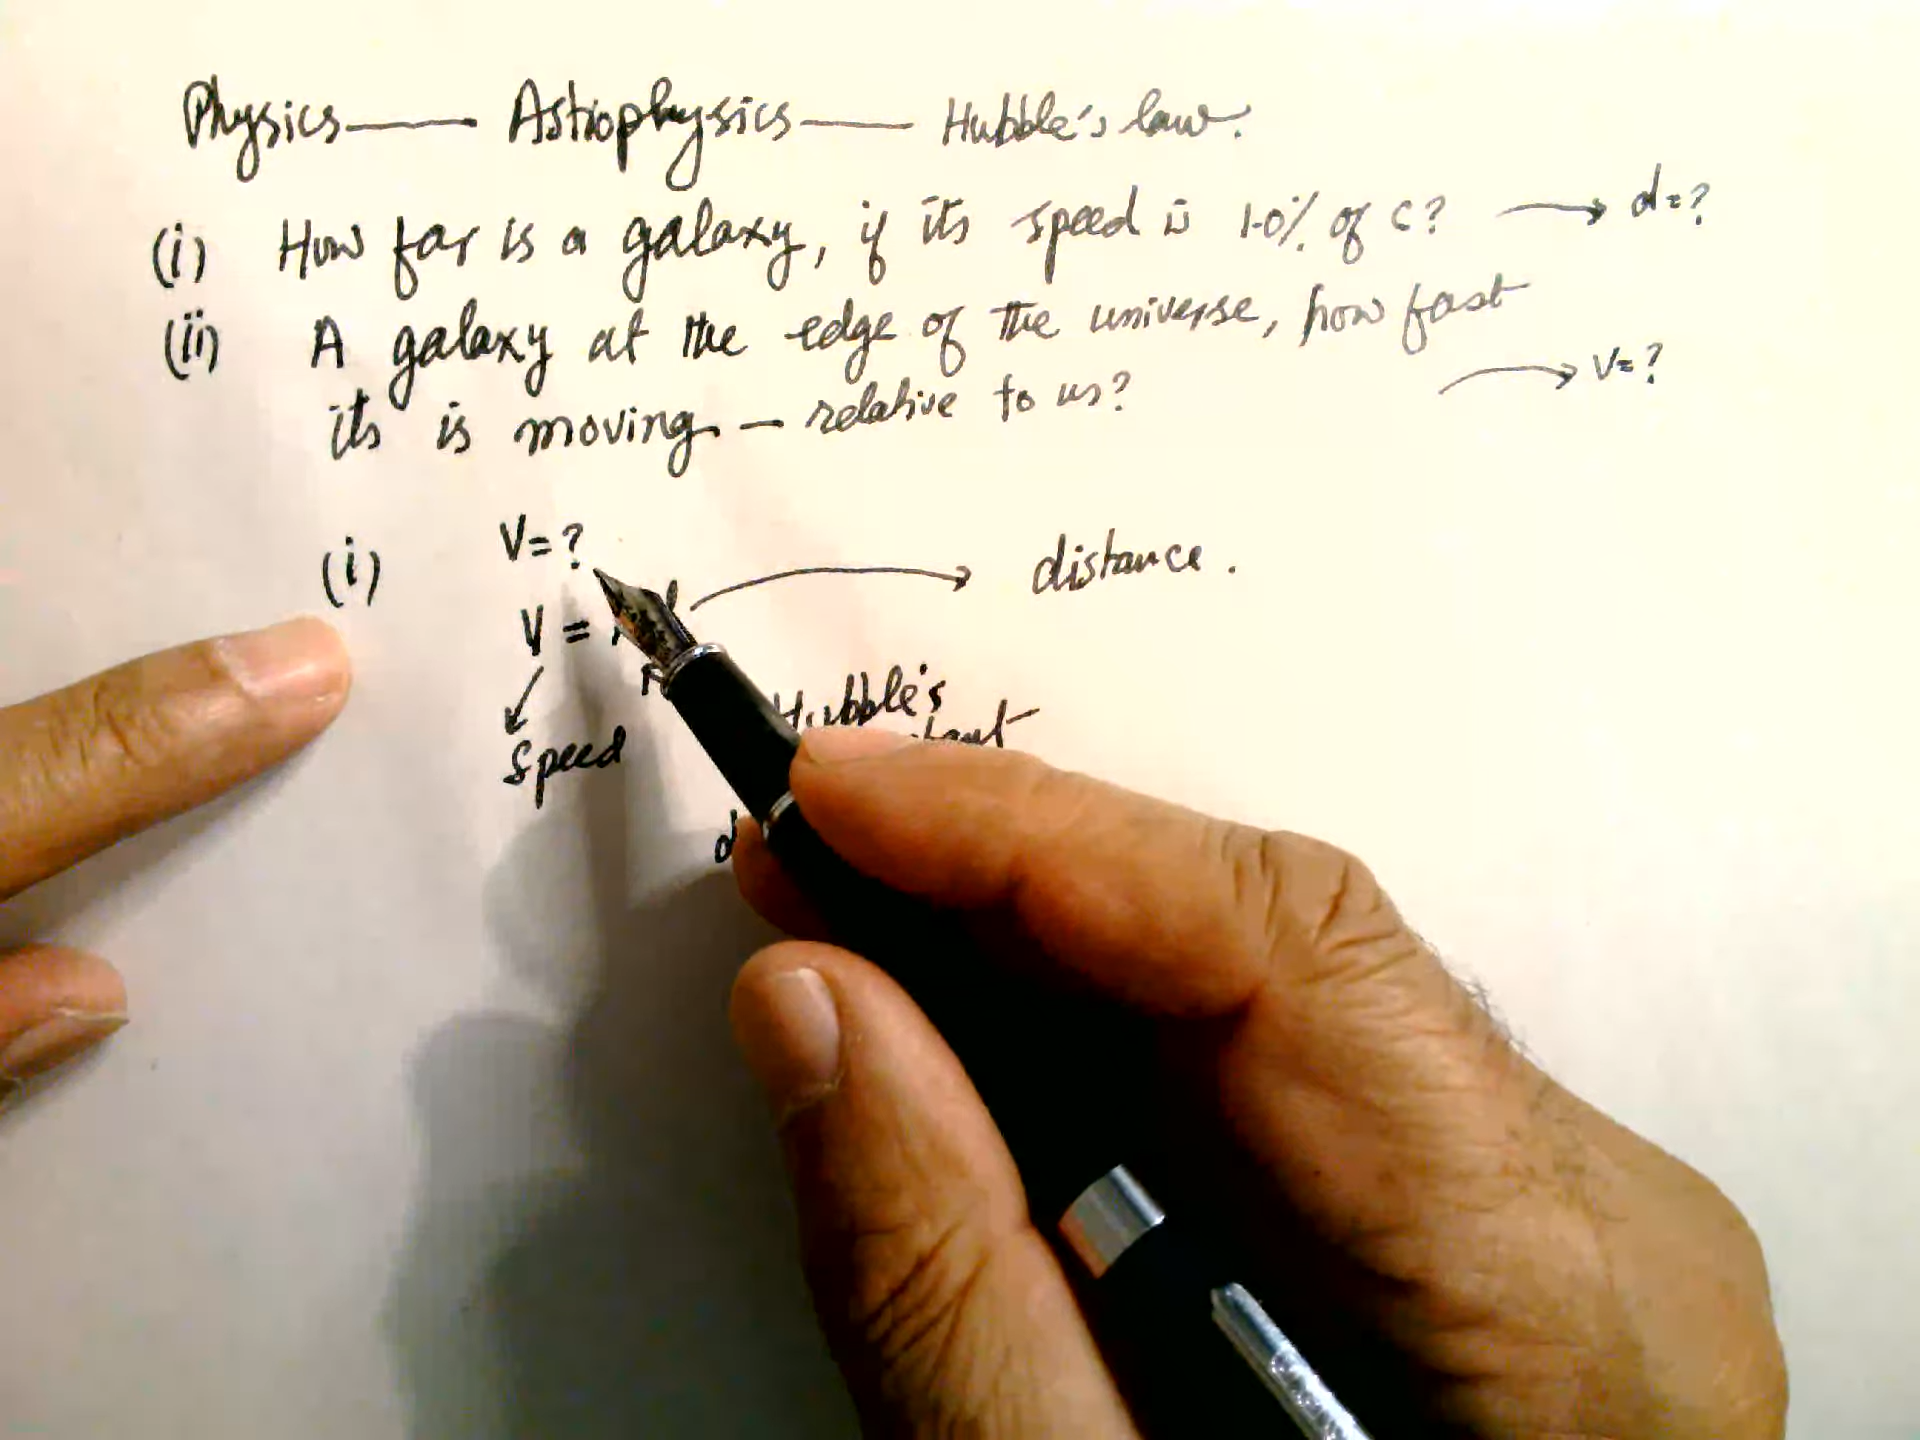 Physics — Astrophysics — Hubble's law.
(i) How far is a galaxy, if its speed is 1.0% of c? → d=?
(ii) A galaxy at the edge of the universe, how fast
its is moving — relative to us? → v=?
(i) V=? → distance.
V =
Speed
Hubble's
d